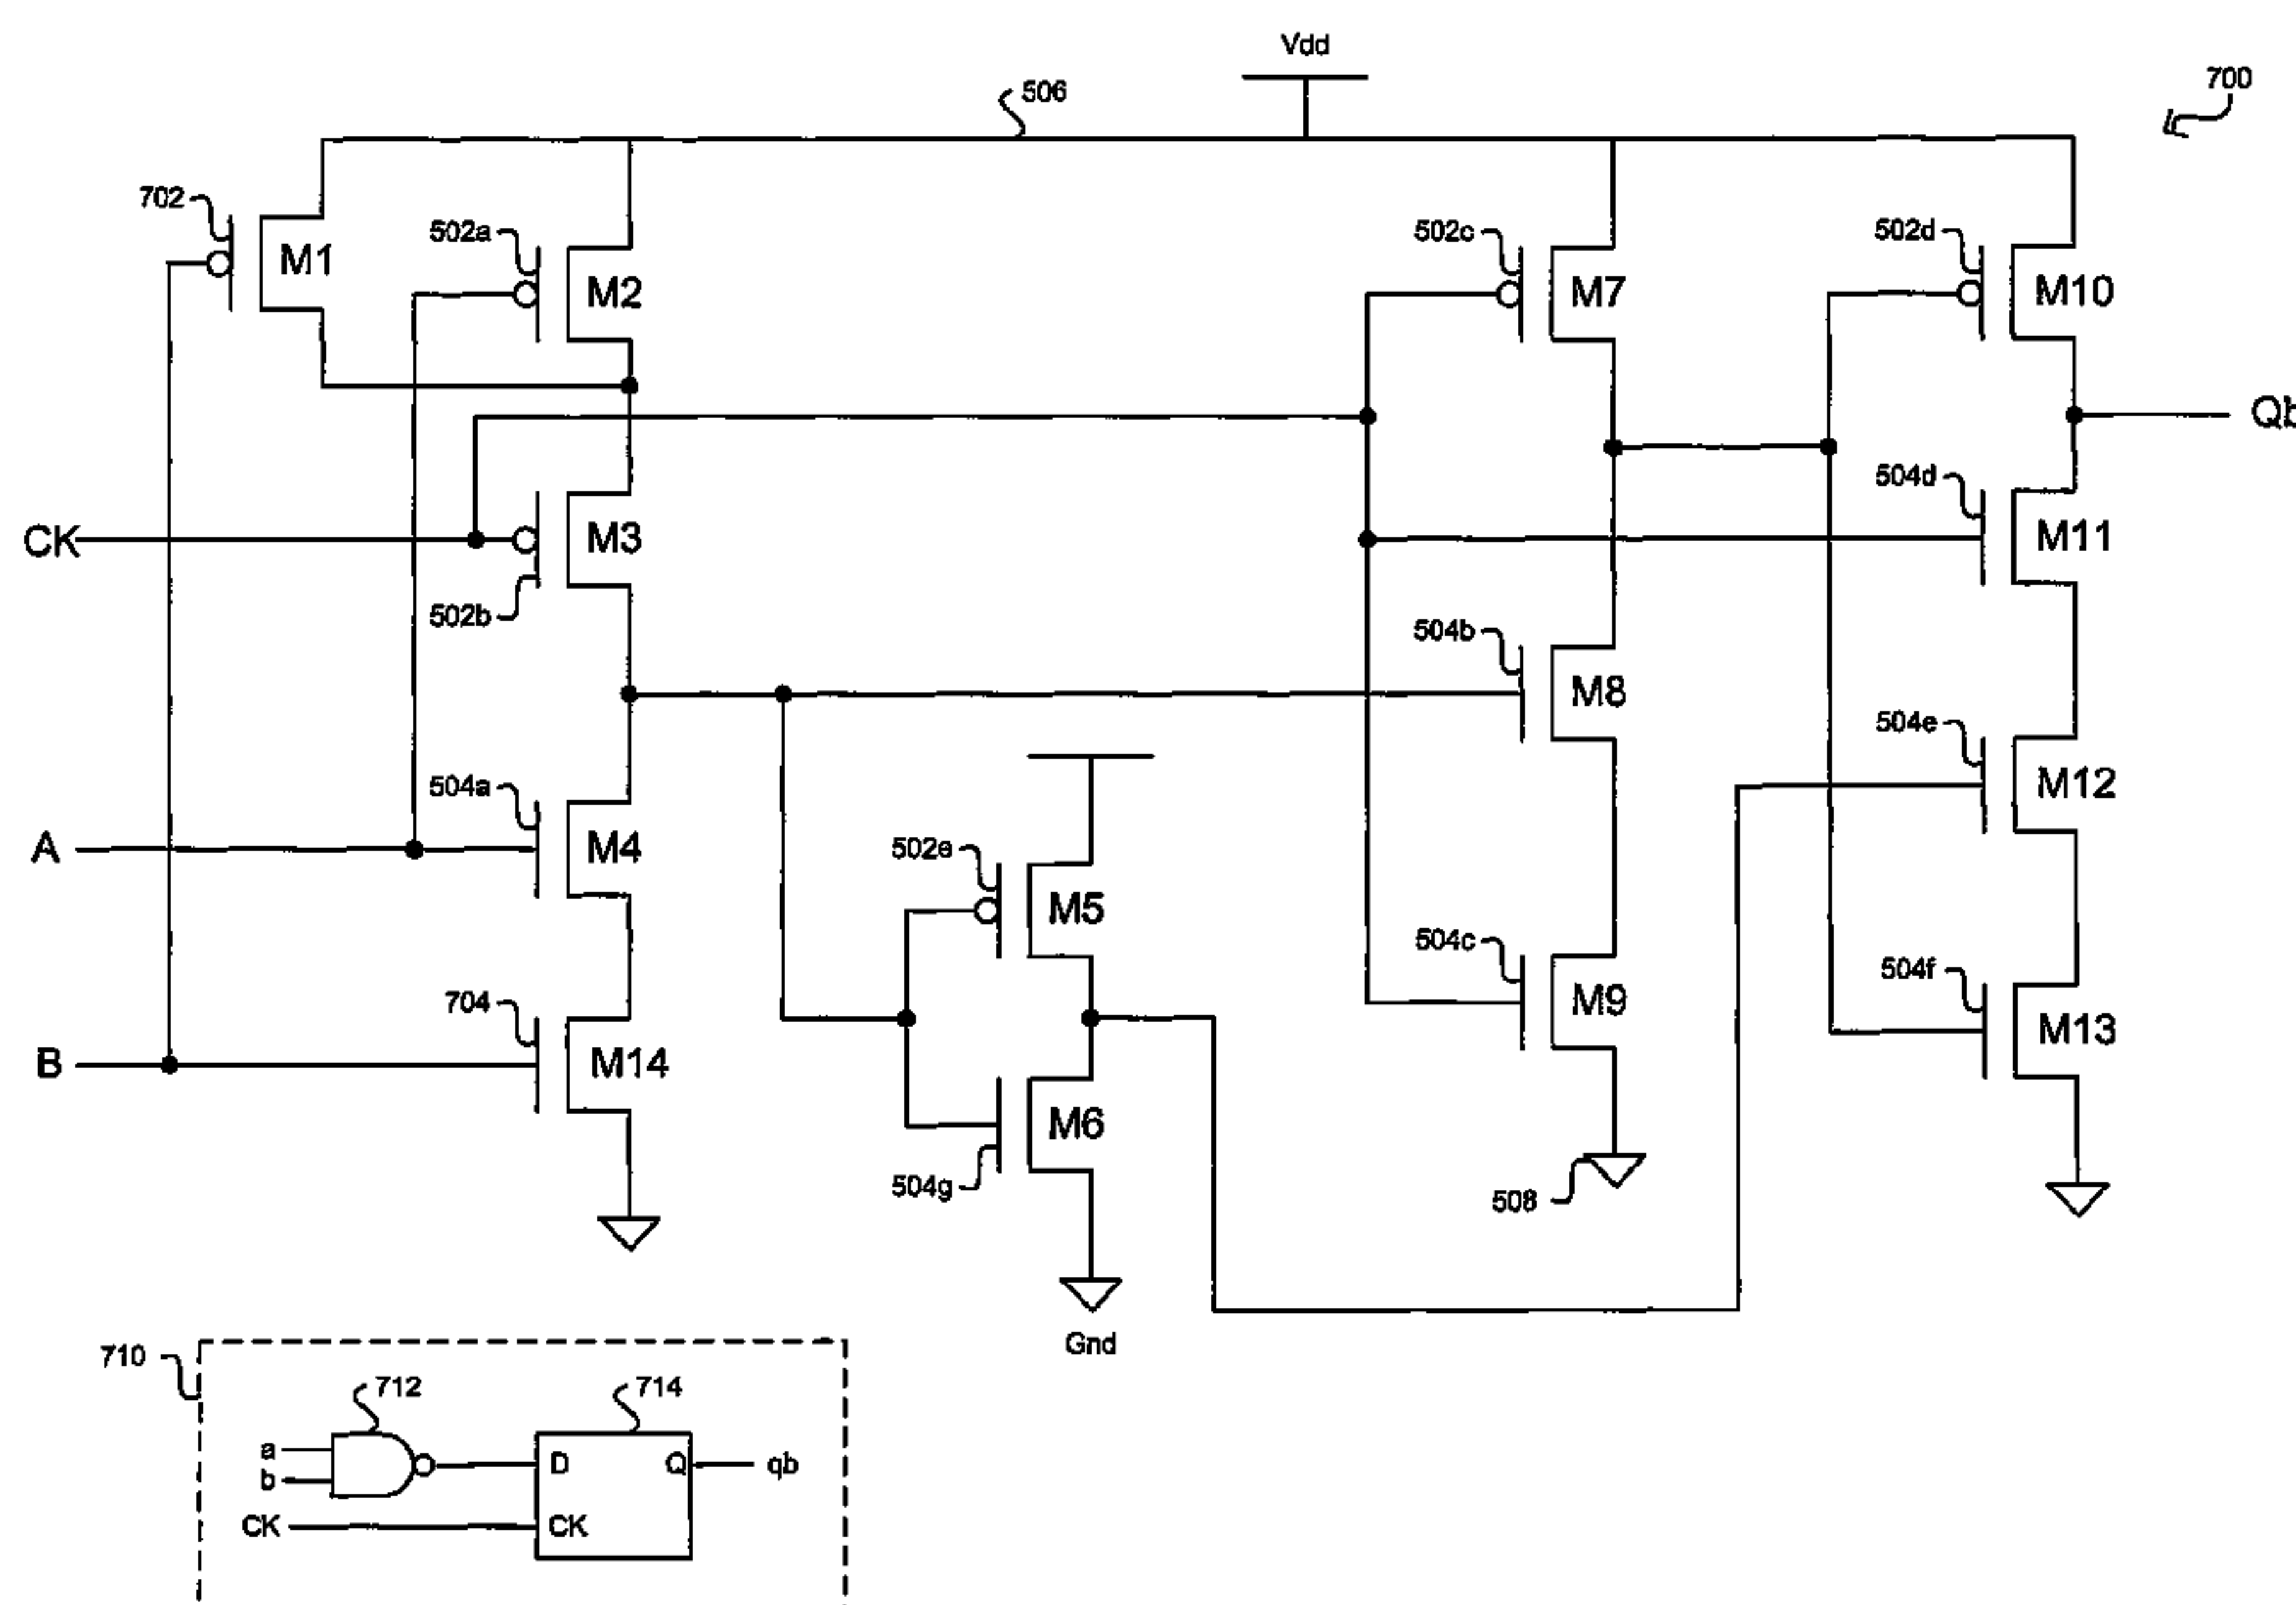 Vdd
506
700
702
502a
502c
502d
M1
M2
M7
M10
Qb
504d
CK
M3
M11
502b
504b
M8
504e
M12
504a
A
M4
502e
M5
504c
504f
M9
M13
704
B
M14
M6
504g
508
Gnd
710
712
714
a
D
Q
qb
b
CK
CK